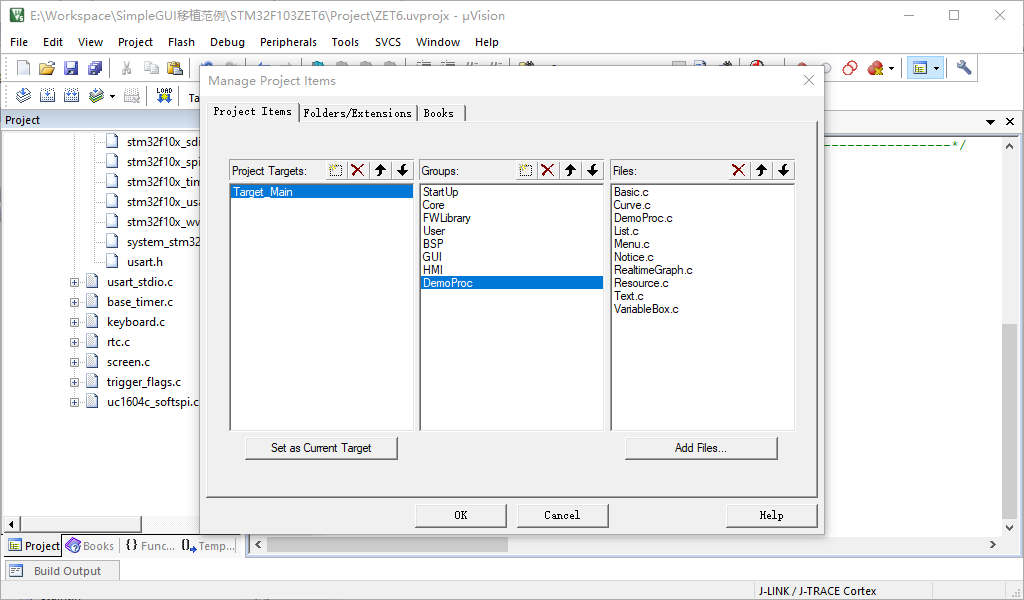 E:\Workspace\SimpleGUI移植范例\STM32F103ZET6\Project\ZET6.uvprojx - µVision
File Edit View Project Flash Debug Peripherals Tools SVCS Window Help
LOAD
Project
Manage Project Items
Project Items Folders/Extensions Books
Project Targets:
Target_Main
Set as Current Target
Groups:
StartUp
Core
FWLibrary
User
BSP
GUI
HMI
DemoProc
Files:
Basic.c
Curve.c
DemoProc.c
List.c
Menu.c
Notice.c
RealtimeGraph.c
Resource.c
Text.c
VariableBox.c
Add Files...
OK Cancel Help
stm32f10x_sdi
stm32f10x_spi
stm32f10x_tim
stm32f10x_usa
stm32f10x_ww
system_stm32
usart.h
usart_stdio.c
base_timer.c
keyboard.c
rtc.c
screen.c
trigger_flags.c
uc1604c_softspi.c
-------------------*/
Project Books {} Func... Temp...
Build Output
J-LINK / J-TRACE Cortex